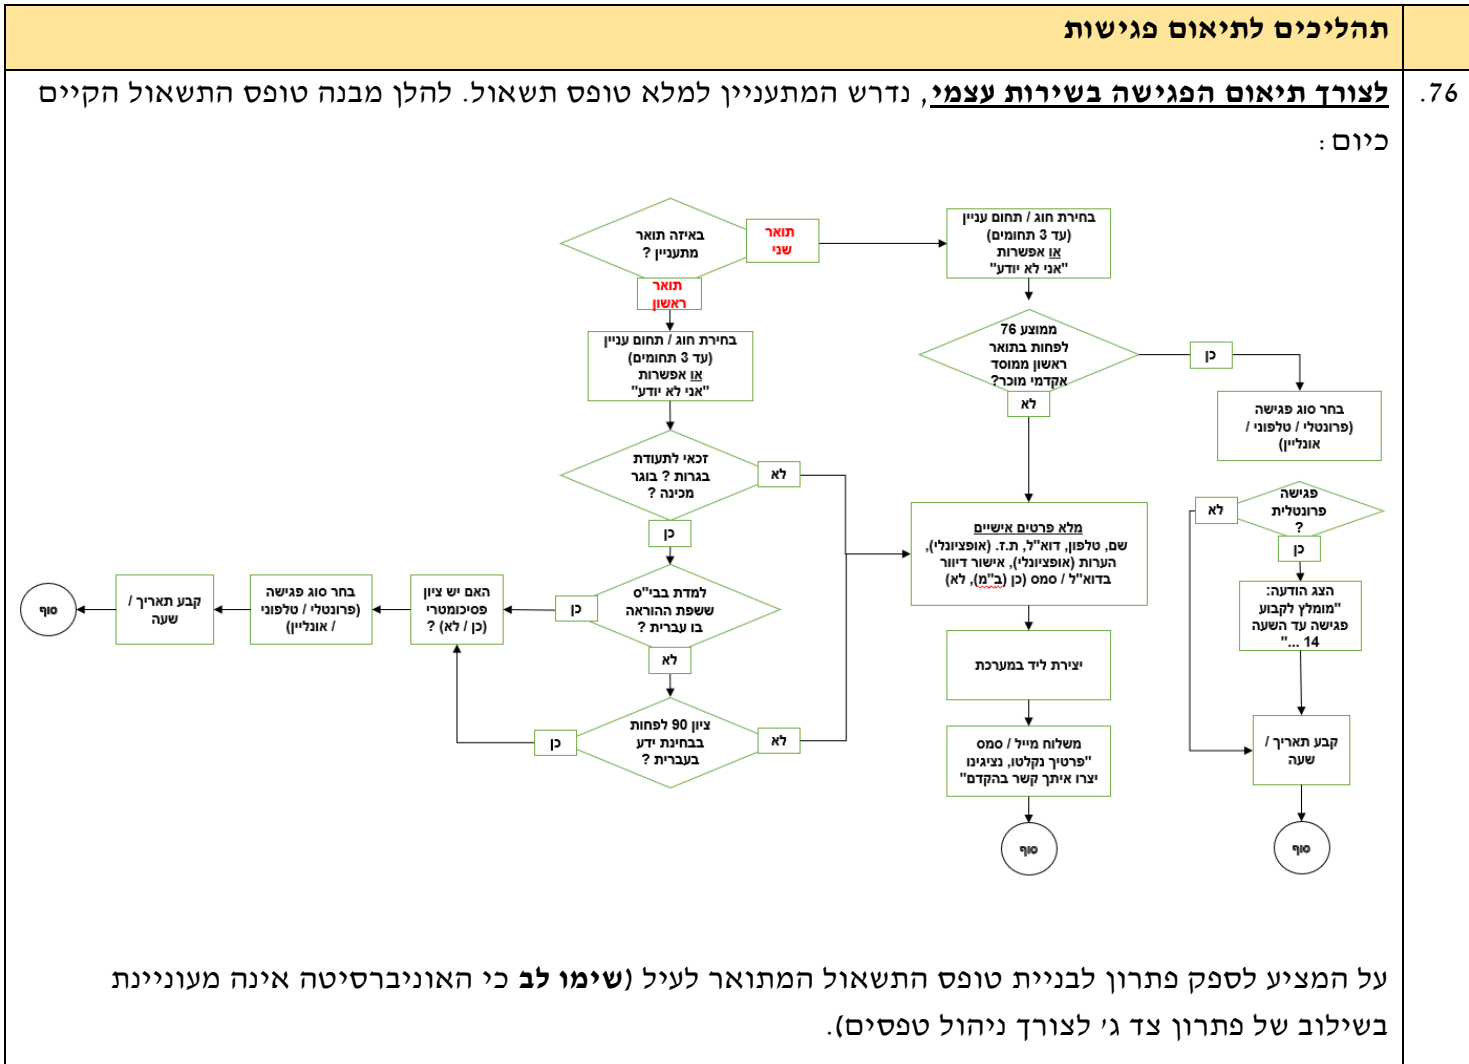 תהליכים לתיאום פגישות
76.
לצורך תיאום הפגישה בשירות עצמי, נדרש המתעניין למלא טופס תשאול. להלן מבנה טופס התשאול הקיים
כיום:
באיזה תואר
מתעניין ?
תואר
שני
בחירת חוג / תחום עניין
(עד 3 תחומים)
או אפשרות
"אני לא יודע"
ממוצע 76
לפחות בתואר
ראשון ממוסד
אקדמי מוכר?
כן
בחר סוג פגישה
(פרונטלי / טלפוני /
אונליין)
פגישה
פרונטלית
?
לא
כן
הצג הודעה:
"מומלץ לקבוע
פגישה עד השעה
14 ..."
קבע תאריך /
שעה
סוף
לא
מלא פרטים אישיים
שם, טלפון, דוא"ל, ת.ז. (אופציונלי),
הערות (אופציונלי), אישור דיוור
בדוא"ל / סמס (כן (ב"מ), לא)
יצירת ליד במערכת
משלוח מייל / סמס
"פרטיך נקלטו, נציגינו
יצרו איתך קשר בהקדם"
סוף
תואר
ראשון
בחירת חוג / תחום עניין
(עד 3 תחומים)
או אפשרות
"אני לא יודע"
זכאי לתעודת
בגרות ? בוגר
מכינה ?
לא
כן
למדת בבי"ס
ששפת ההוראה
בו עברית ?
כן
לא
ציון 90 לפחות
בבחינת ידע
בעברית ?
לא
כן
האם יש ציון
פסיכומטרי
(כן / לא) ?
בחר סוג פגישה
(פרונטלי / טלפוני
/ אונליין)
קבע תאריך /
שעה
סוף
על המציע לספק פתרון לבניית טופס התשאול המתואר לעיל (שימו לב כי האוניברסיטה אינה מעוניינת
בשילוב של פתרון צד ג' לצורך ניהול טפסים).